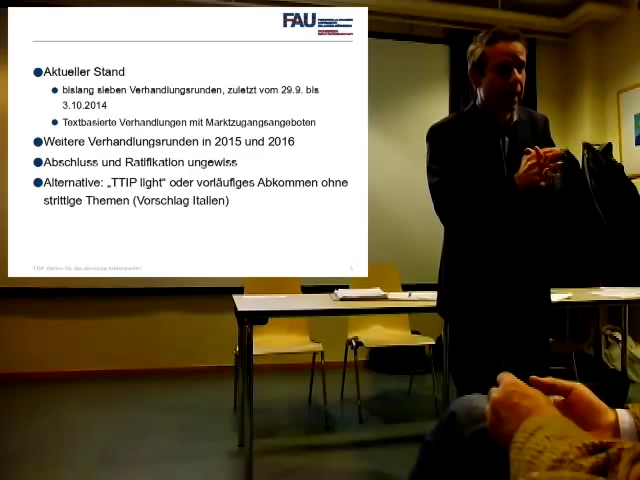 FAU
Aktueller Stand
bislang sieben Verhandlungsrunden, zuletzt vom 29.9. bis
3.10.2014
Textbasierte Verhandlungen mit Marktzugangsangeboten
Weitere Verhandlungsrunden in 2015 und 2016
Abschluss und Ratifikation ungewiss
Alternative: „TTIP light“ oder vorläufiges Abkommen ohne
strittige Themen (Vorschlag Italien)